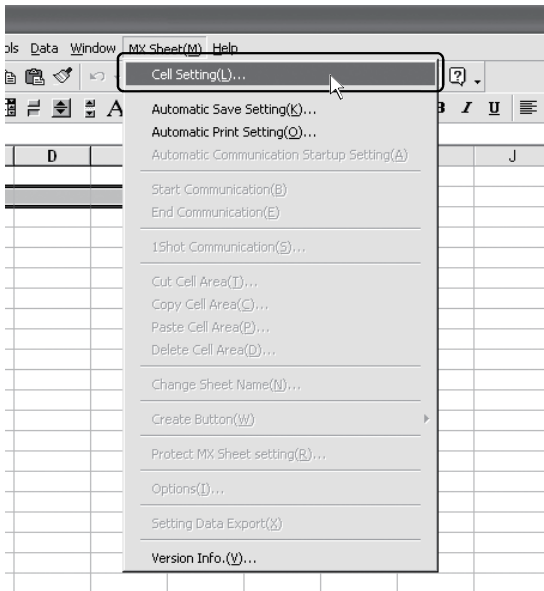 Data Window MX Sheet(M) Help
Cell Setting(L)...
B I U
Automatic Save Setting(K)...
Automatic Print Setting(O)...
Automatic Communication Startup Setting(A)
D J
Start Communication(B)
End Communication(E)
1Shot Communication(S)...
Cut Cell Area(T)...
Copy Cell Area(C)...
Paste Cell Area(P)...
Delete Cell Area(D)...
Change Sheet Name(N)...
Create Button(W)
Protect MX Sheet setting(R)...
Options(I)...
Setting Data Export(X)
Version Info.(V)...